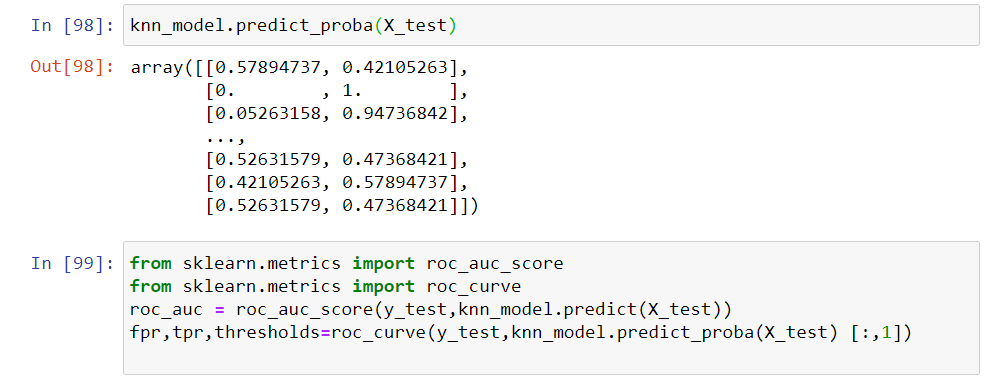 In [98]: knn_model.predict_proba(X_test)
Out[98]: array([[0.57894737, 0.42105263],
[0.        , 1.        ],
[0.05263158, 0.94736842],
...,
[0.52631579, 0.47368421],
[0.42105263, 0.57894737],
[0.52631579, 0.47368421]])
In [99]: from sklearn.metrics import roc_auc_score
from sklearn.metrics import roc_curve
roc_auc = roc_auc_score(y_test,knn_model.predict(X_test))
fpr,tpr,thresholds=roc_curve(y_test,knn_model.predict_proba(X_test) [:,1])